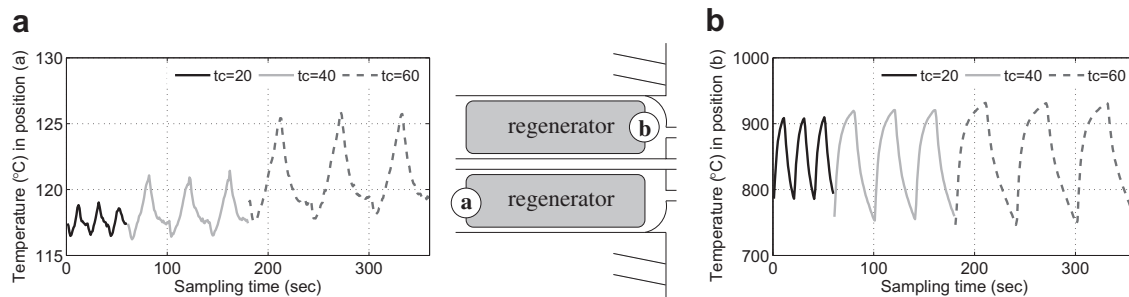 a
Temperature (°C) in position (a)
130
125
120
115
tc=20 tc=40 tc=60
0 100 200 300
Sampling time (sec)
regenerator
b
regenerator
a
b
Temperature (°C) in position (b)
1000
900
800
700
tc=20 tc=40 tc=60
0 100 200 300
Sampling time (sec)